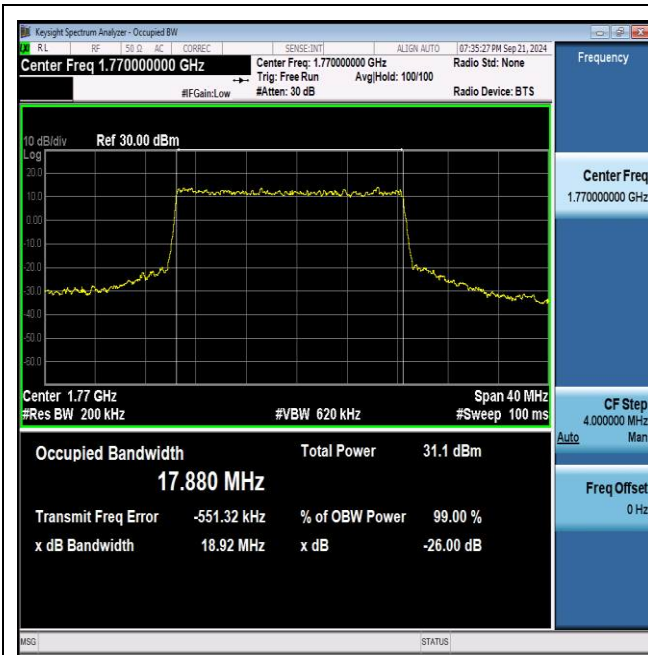 Keysight Spectrum Analyzer - Occupied BW
RL RF 50 Ω AC CORREC SENSE:INT ALIGN AUTO 07:35:27 PM Sep 21, 2024
Center Freq 1.770000000 GHz
Center Freq: 1.770000000 GHz
Radio Std: None
Trig: Free Run Avg|Hold: 100/100
#IFGain:Low
#Atten: 30 dB
Radio Device: BTS
10 dB/div Ref 30.00 dBm
Log
20.0
10.0
0.00
-10.0
-20.0
-30.0
-40.0
-50.0
-60.0
Center 1.77 GHz Span 40 MHz
#Res BW 200 kHz #VBW 620 kHz #Sweep 100 ms
Occupied Bandwidth Total Power 31.1 dBm
17.880 MHz
Transmit Freq Error -551.32 kHz % of OBW Power 99.00 %
x dB Bandwidth 18.92 MHz x dB -26.00 dB
MSG STATUS
Frequency
Center Freq
1.770000000 GHz
CF Step
4.000000 MHz
Auto Man
Freq Offset
0 Hz